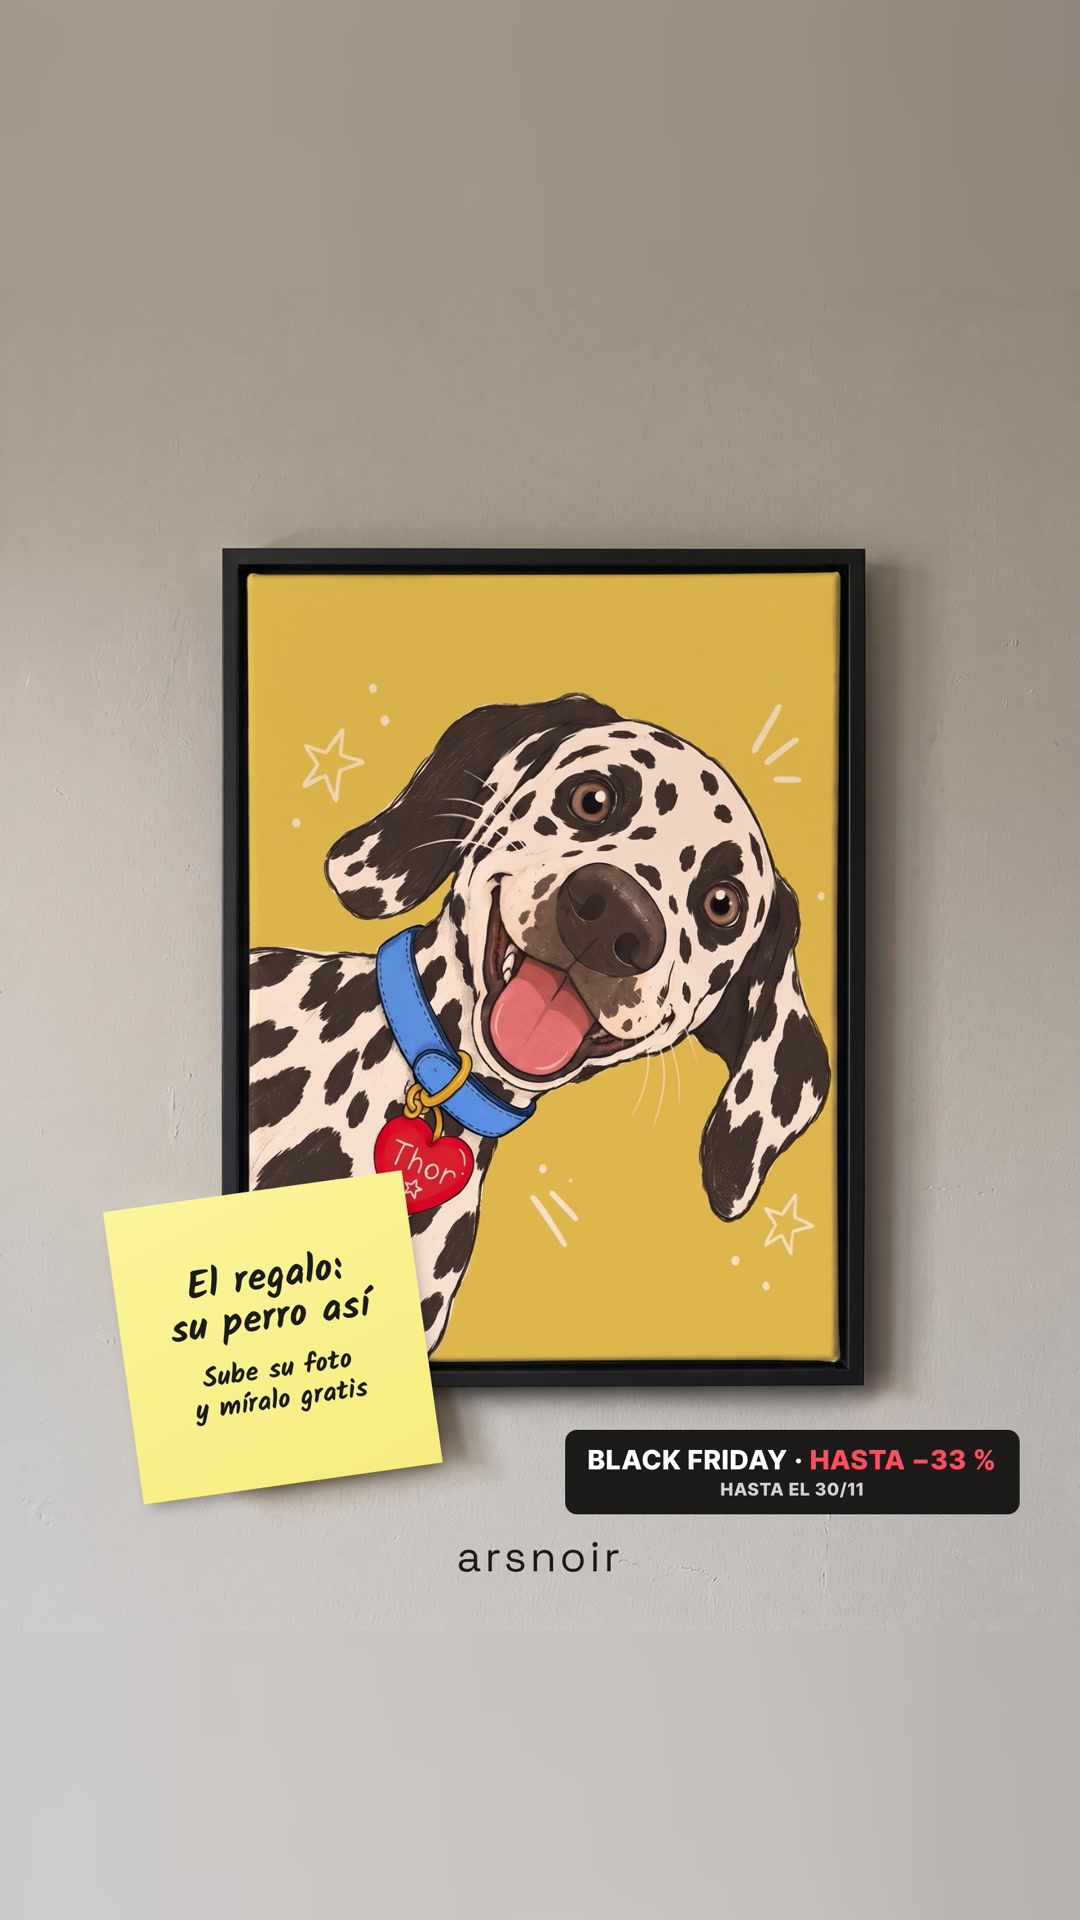 Thor
El regalo:
su perro así
Sube su foto
y míralo gratis
BLACK FRIDAY · HASTA −33 %
HASTA EL 30/11
arsnoir